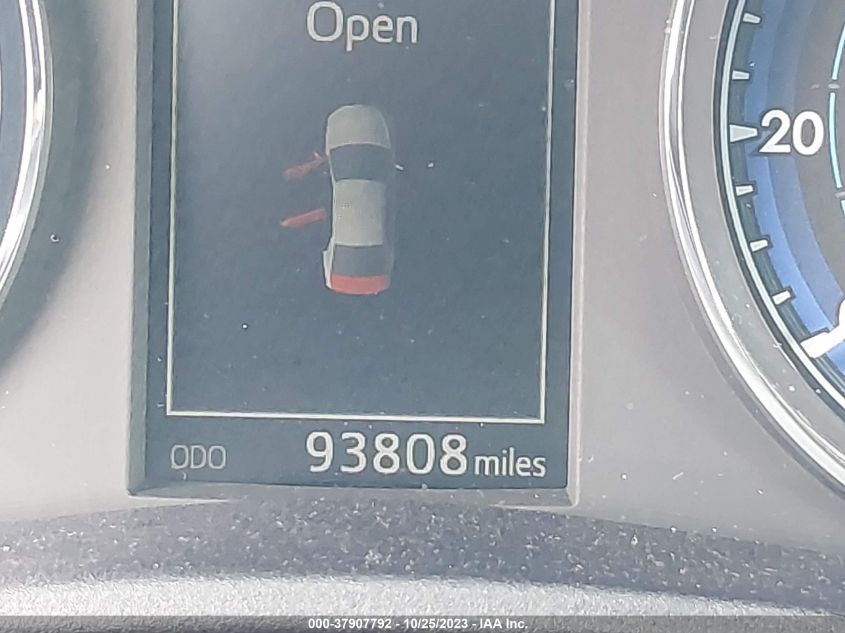 Open
20
ODO 93808 miles
000-37907792 - 10/25/2023 - IAA Inc.